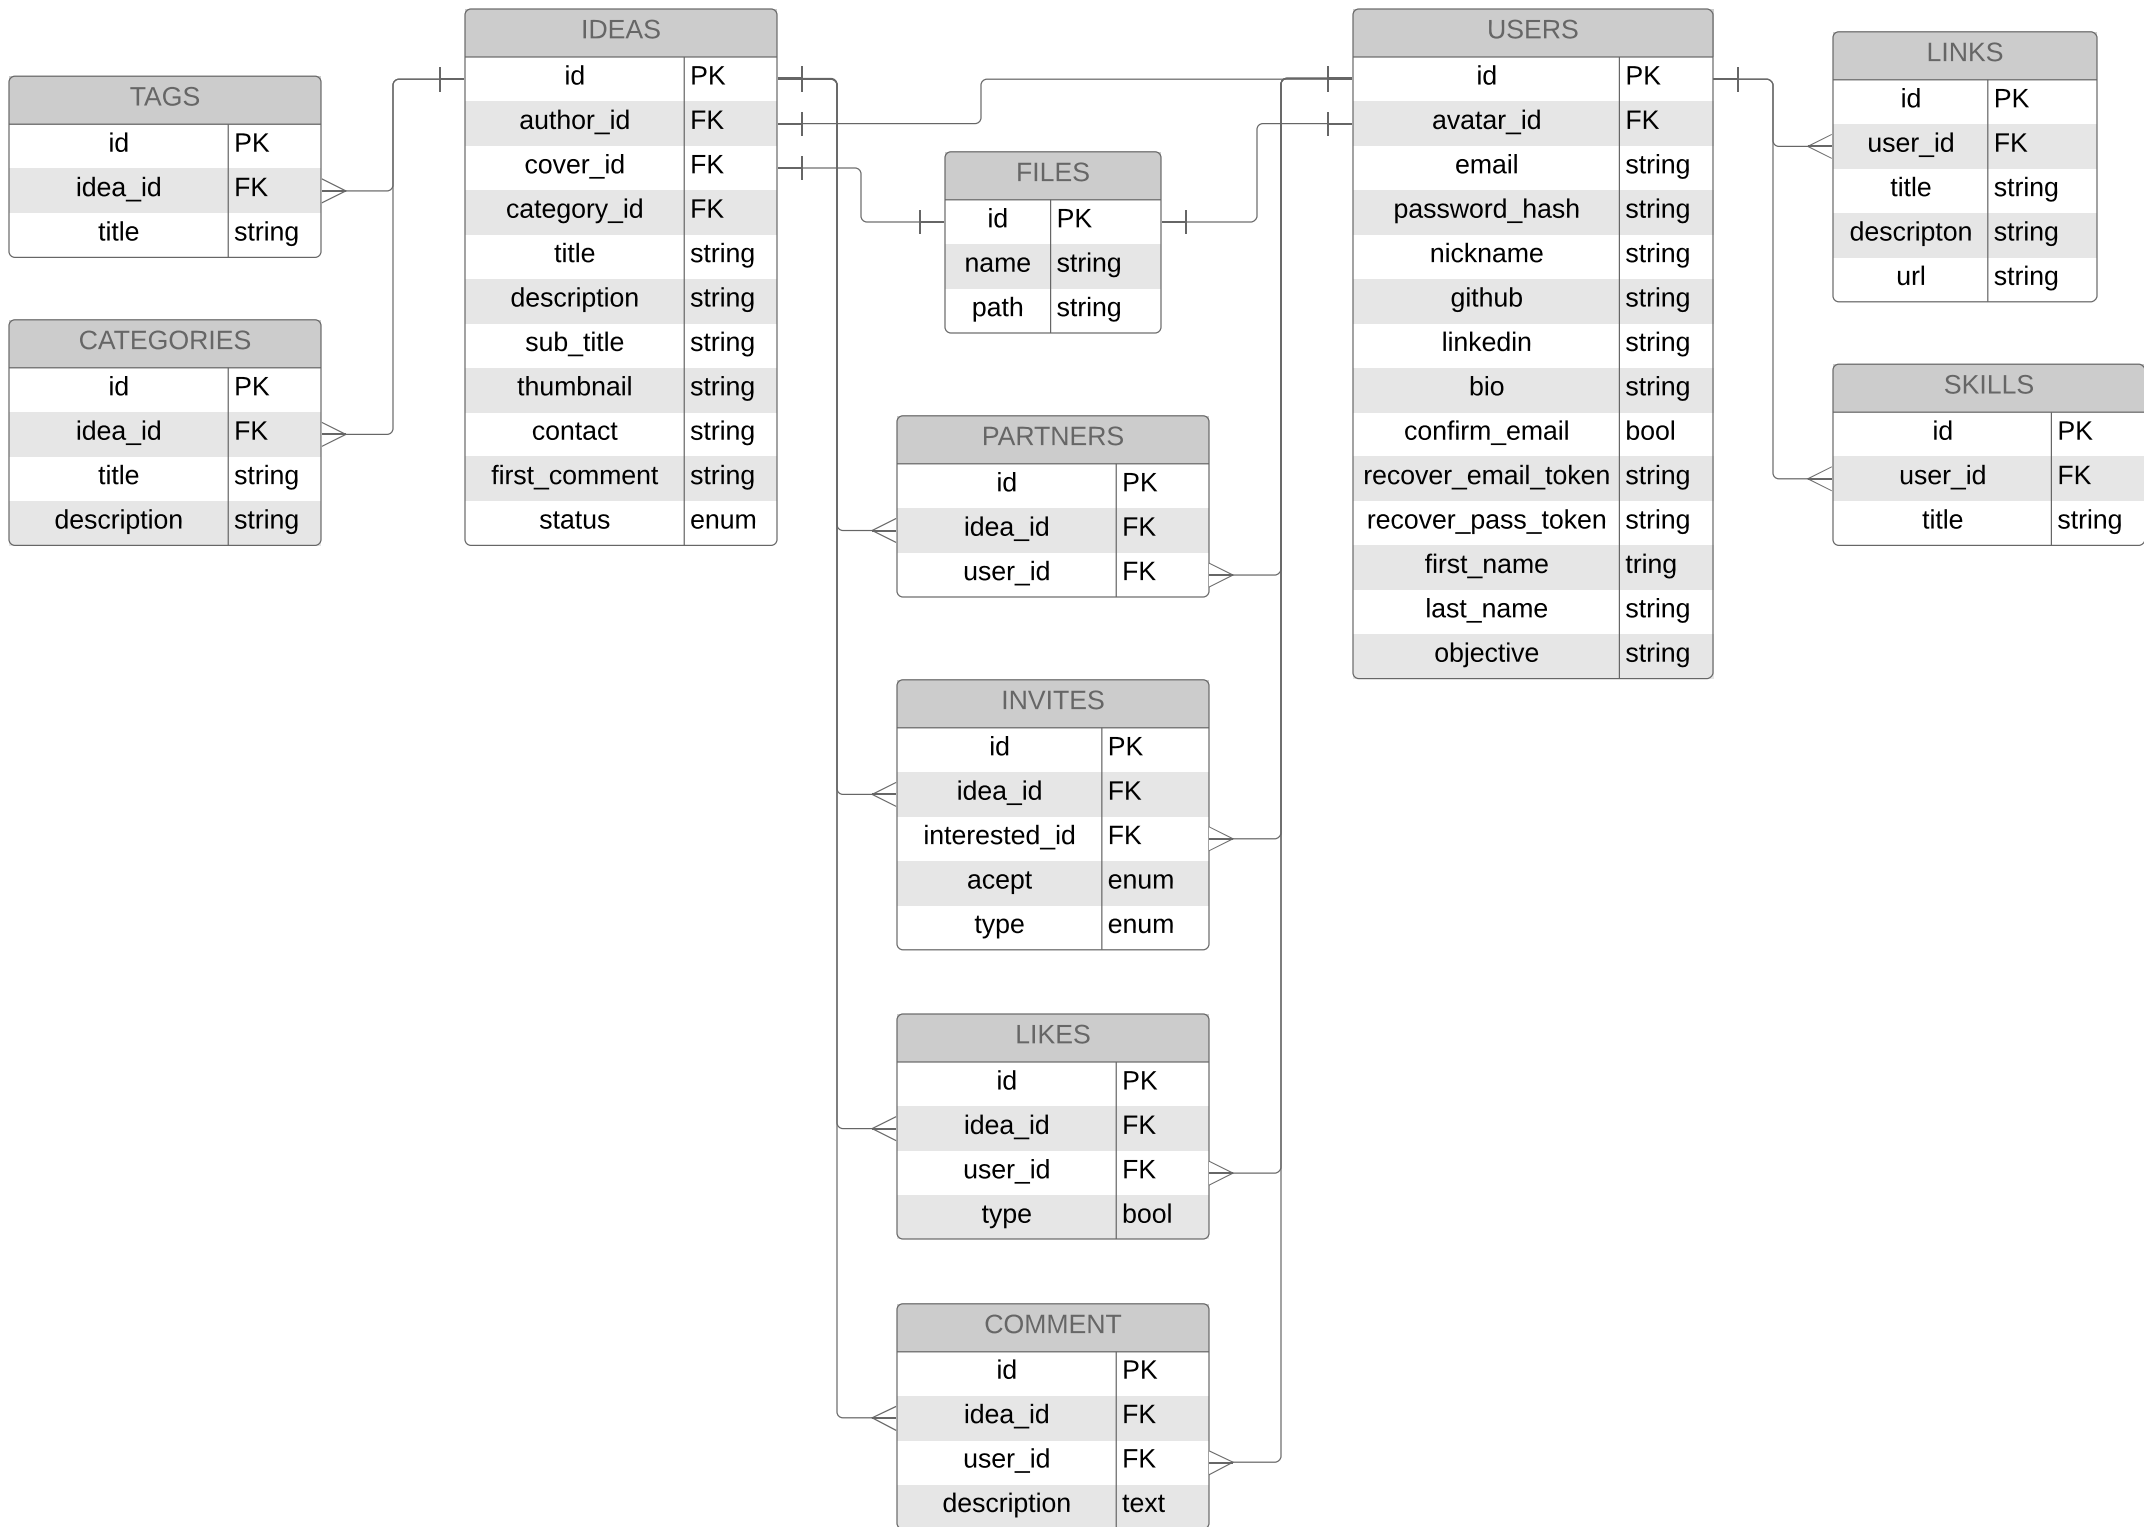 TAGS
id PK
idea_id FK
title string
CATEGORIES
id PK
idea_id FK
title string
description string
IDEAS
id PK
author_id FK
cover_id FK
category_id FK
title string
description string
sub_title string
thumbnail string
contact string
first_comment string
status enum
FILES
id PK
name string
path string
PARTNERS
id PK
idea_id FK
user_id FK
INVITES
id PK
idea_id FK
interested_id FK
acept enum
type enum
LIKES
id PK
idea_id FK
user_id FK
type bool
COMMENT
id PK
idea_id FK
user_id FK
description text
USERS
id PK
avatar_id FK
email string
password_hash string
nickname string
github string
linkedin string
bio string
confirm_email bool
recover_email_token string
recover_pass_token string
first_name tring
last_name string
objective string
LINKS
id PK
user_id FK
title string
descripton string
url string
SKILLS
id PK
user_id FK
title string